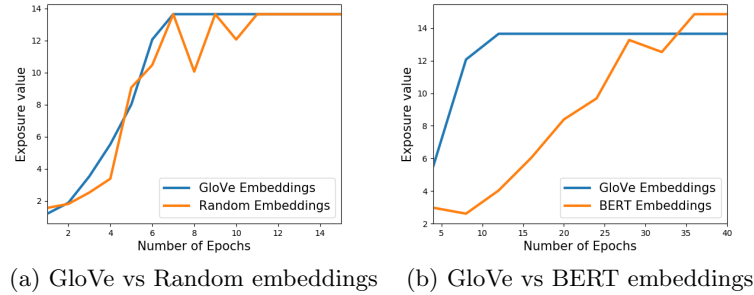 14
12
10
8
6
4
2
Exposure value
GloVe Embeddings
Random Embeddings
2 4 6 8 10 12 14
Number of Epochs
(a) GloVe vs Random embeddings
14
12
10
8
6
4
2
Exposure value
GloVe Embeddings
BERT Embeddings
5 10 15 20 25 30 35 40
Number of Epochs
(b) GloVe vs BERT embeddings